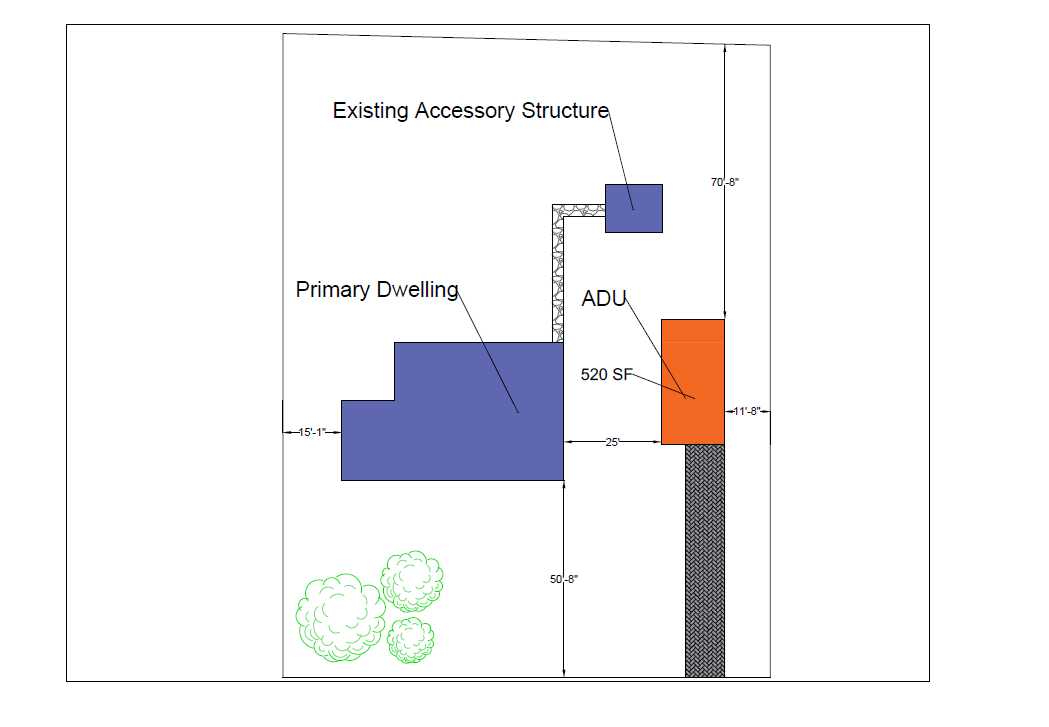 Existing Accessory Structure
70'-8"
Primary Dwelling
ADU
520 SF
11'-8"
15'-1"
25'
50'-8"